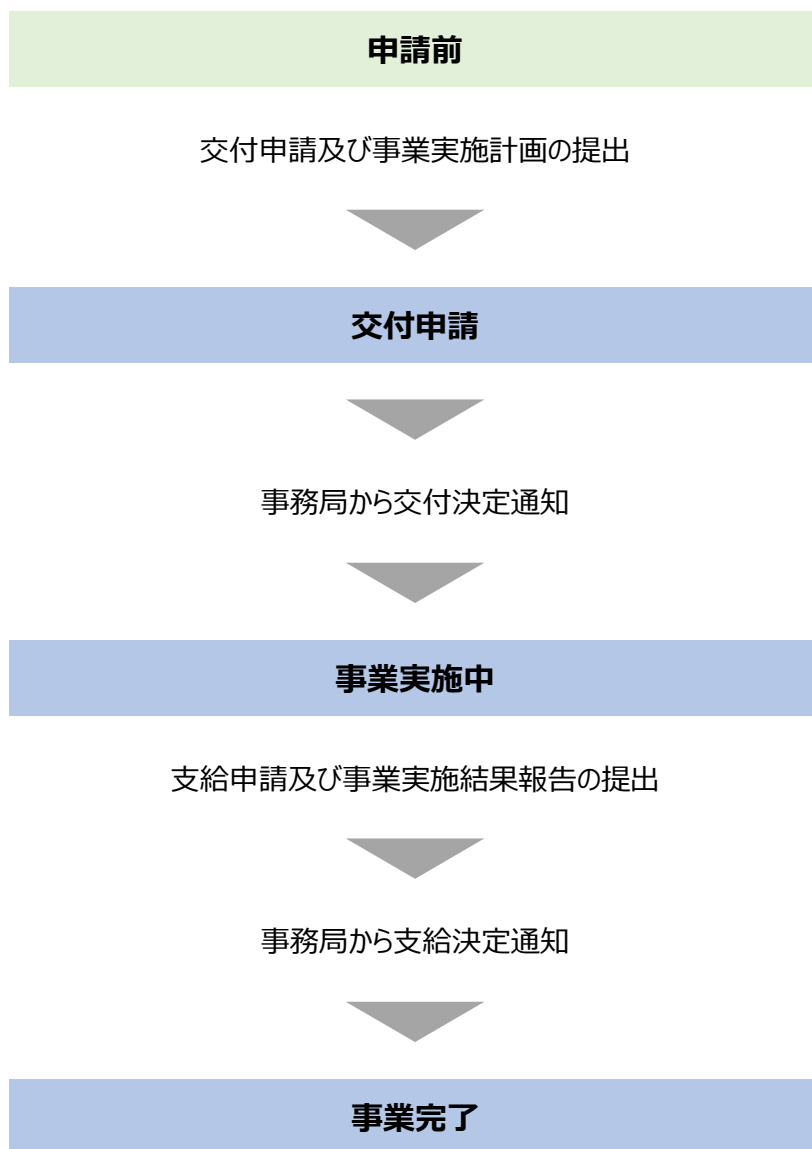 申請前
交付申請及び事業実施計画の提出
交付申請
事務局から交付決定通知
事業実施中
支給申請及び事業実施結果報告の提出
事務局から支給決定通知
事業完了